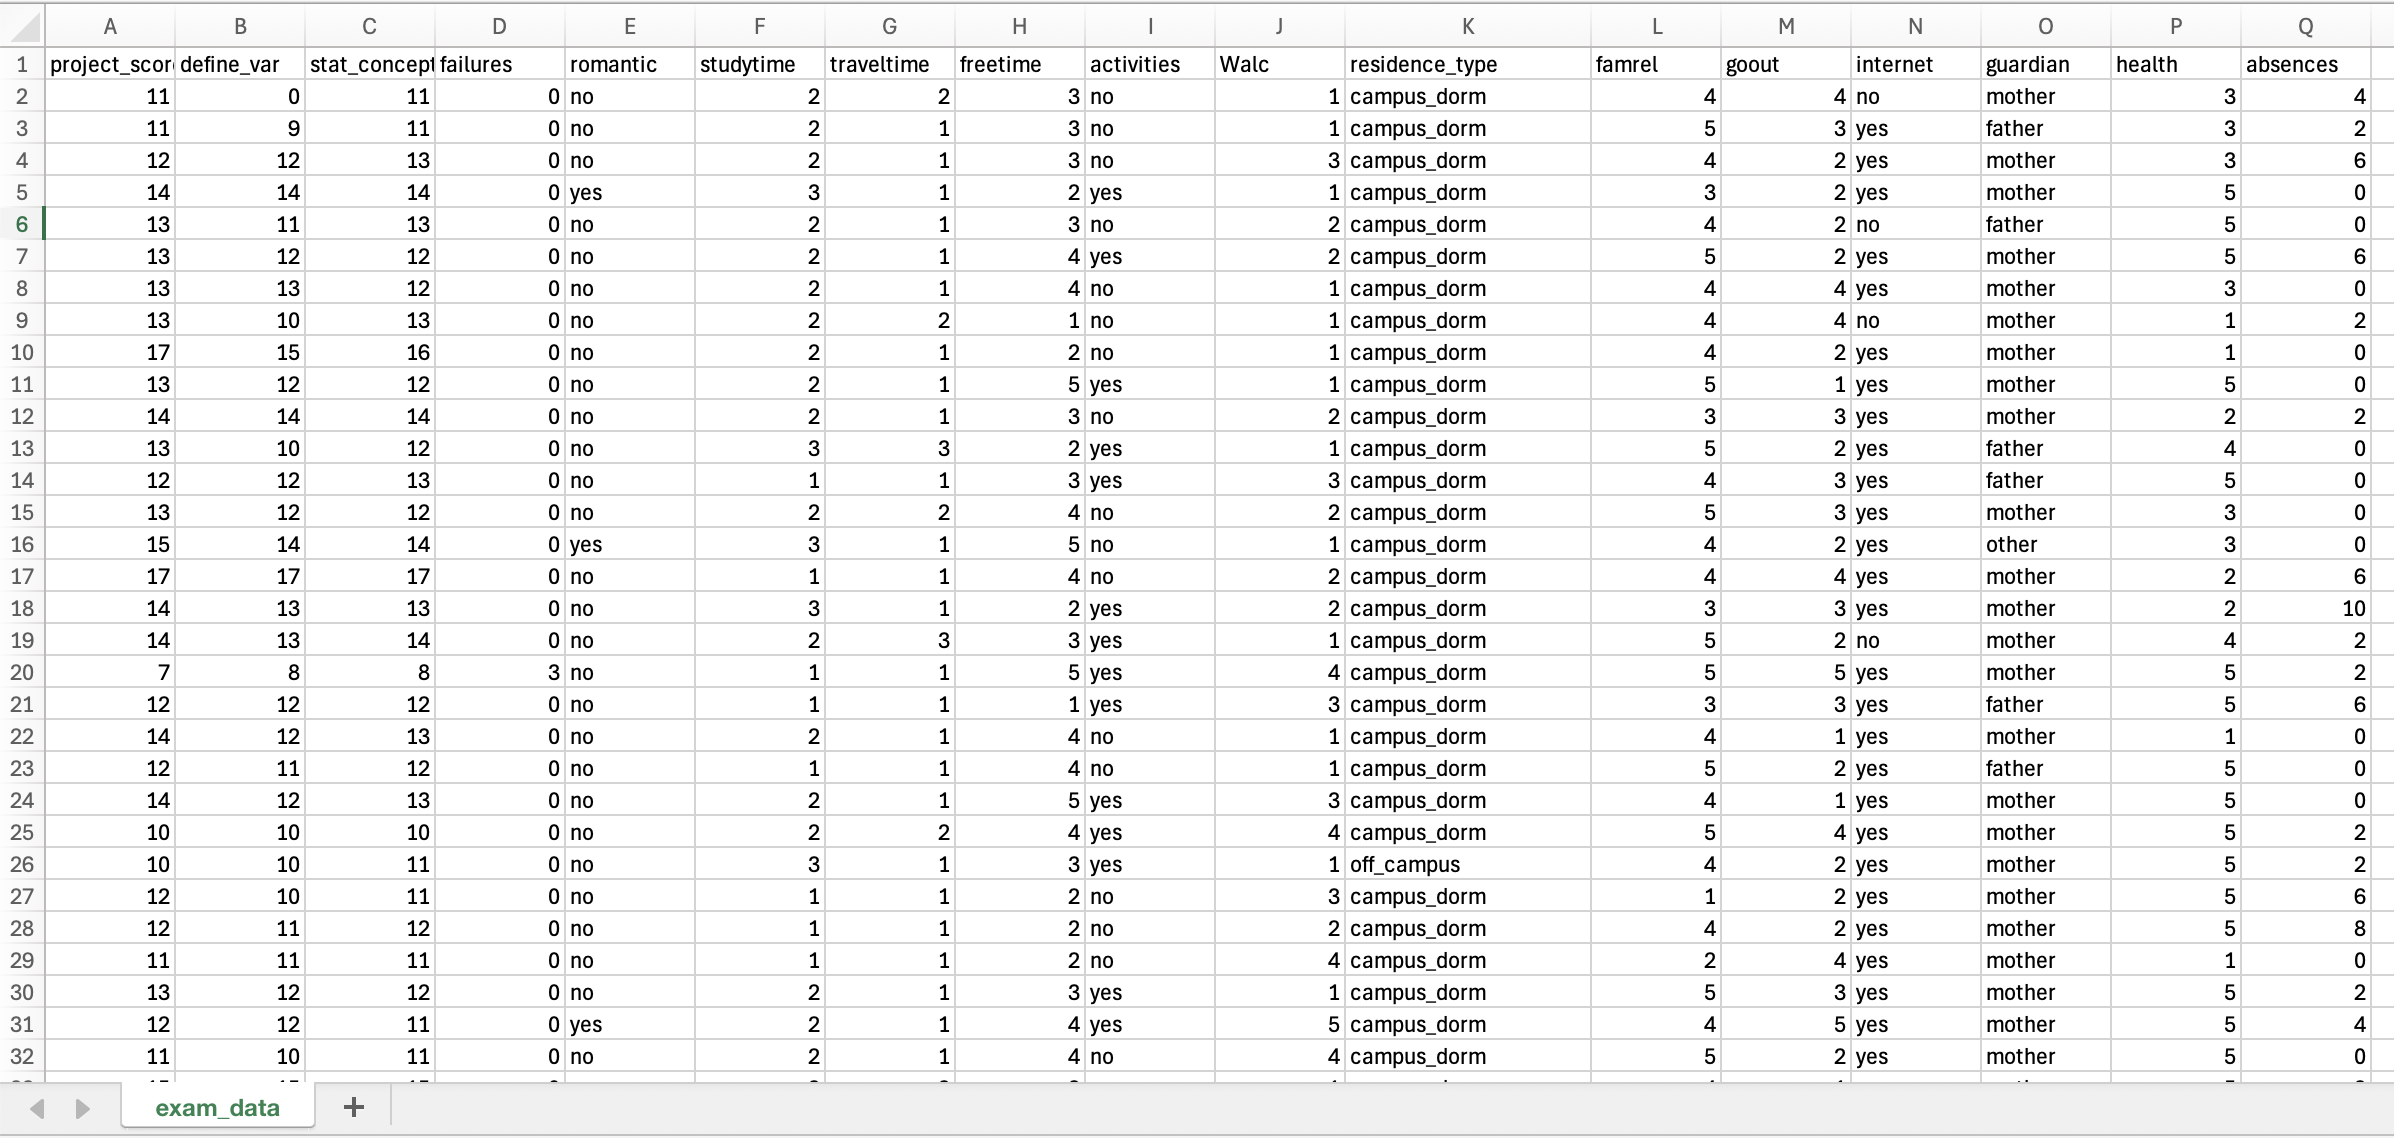 A B C D E F G H I J K L M N O P Q
1 project_scor define_var stat_concept failures romantic studytime traveltime freetime activities Walc residence_type famrel goout internet guardian health absences
2 11 0 11 0 no 2 2 3 no 1 campus_dorm 4 4 no mother 3 4
3 11 9 11 0 no 2 1 3 no 1 campus_dorm 5 3 yes father 3 2
4 12 12 13 0 no 2 1 3 no 3 campus_dorm 4 2 yes mother 3 6
5 14 14 14 0 yes 3 1 2 yes 1 campus_dorm 3 2 yes mother 5 0
6 13 11 13 0 no 2 1 3 no 2 campus_dorm 4 2 no father 5 0
7 13 12 12 0 no 2 1 4 yes 2 campus_dorm 5 2 yes mother 5 6
8 13 13 12 0 no 2 1 4 no 1 campus_dorm 4 4 yes mother 3 0
9 13 10 13 0 no 2 2 1 no 1 campus_dorm 4 4 no mother 1 2
10 17 15 16 0 no 2 1 2 no 1 campus_dorm 4 2 yes mother 1 0
11 13 12 12 0 no 2 1 5 yes 1 campus_dorm 5 1 yes mother 5 0
12 14 14 14 0 no 2 1 3 no 2 campus_dorm 3 3 yes mother 2 2
13 13 10 12 0 no 3 3 2 yes 1 campus_dorm 5 2 yes father 4 0
14 12 12 13 0 no 1 1 3 yes 3 campus_dorm 4 3 yes father 5 0
15 13 12 12 0 no 2 2 4 no 2 campus_dorm 5 3 yes mother 3 0
16 15 14 14 0 yes 3 1 5 no 1 campus_dorm 4 2 yes other 3 0
17 17 17 17 0 no 1 1 4 no 2 campus_dorm 4 4 yes mother 2 6
18 14 13 13 0 no 3 1 2 yes 2 campus_dorm 3 3 yes mother 2 10
19 14 13 14 0 no 2 3 3 yes 1 campus_dorm 5 2 no mother 4 2
20 7 8 8 3 no 1 1 5 yes 4 campus_dorm 5 5 yes mother 5 2
21 12 12 12 0 no 1 1 1 yes 3 campus_dorm 3 3 yes father 5 6
22 14 12 13 0 no 2 1 4 no 1 campus_dorm 4 1 yes mother 1 0
23 12 11 12 0 no 1 1 4 no 1 campus_dorm 5 2 yes father 5 0
24 14 12 13 0 no 2 1 5 yes 3 campus_dorm 4 1 yes mother 5 0
25 10 10 10 0 no 2 2 4 yes 4 campus_dorm 5 4 yes mother 5 2
26 10 10 11 0 no 3 1 3 yes 1 off_campus 4 2 yes mother 5 2
27 12 10 11 0 no 1 1 2 no 3 campus_dorm 1 2 yes mother 5 6
28 12 11 12 0 no 1 1 2 no 2 campus_dorm 4 2 yes mother 5 8
29 11 11 11 0 no 1 1 2 no 4 campus_dorm 2 4 yes mother 1 0
30 13 12 12 0 no 2 1 3 yes 1 campus_dorm 5 3 yes mother 5 2
31 12 12 11 0 yes 2 1 4 yes 5 campus_dorm 4 5 yes mother 5 4
32 11 10 11 0 no 2 1 4 no 4 campus_dorm 5 2 yes mother 5 0
exam_data +